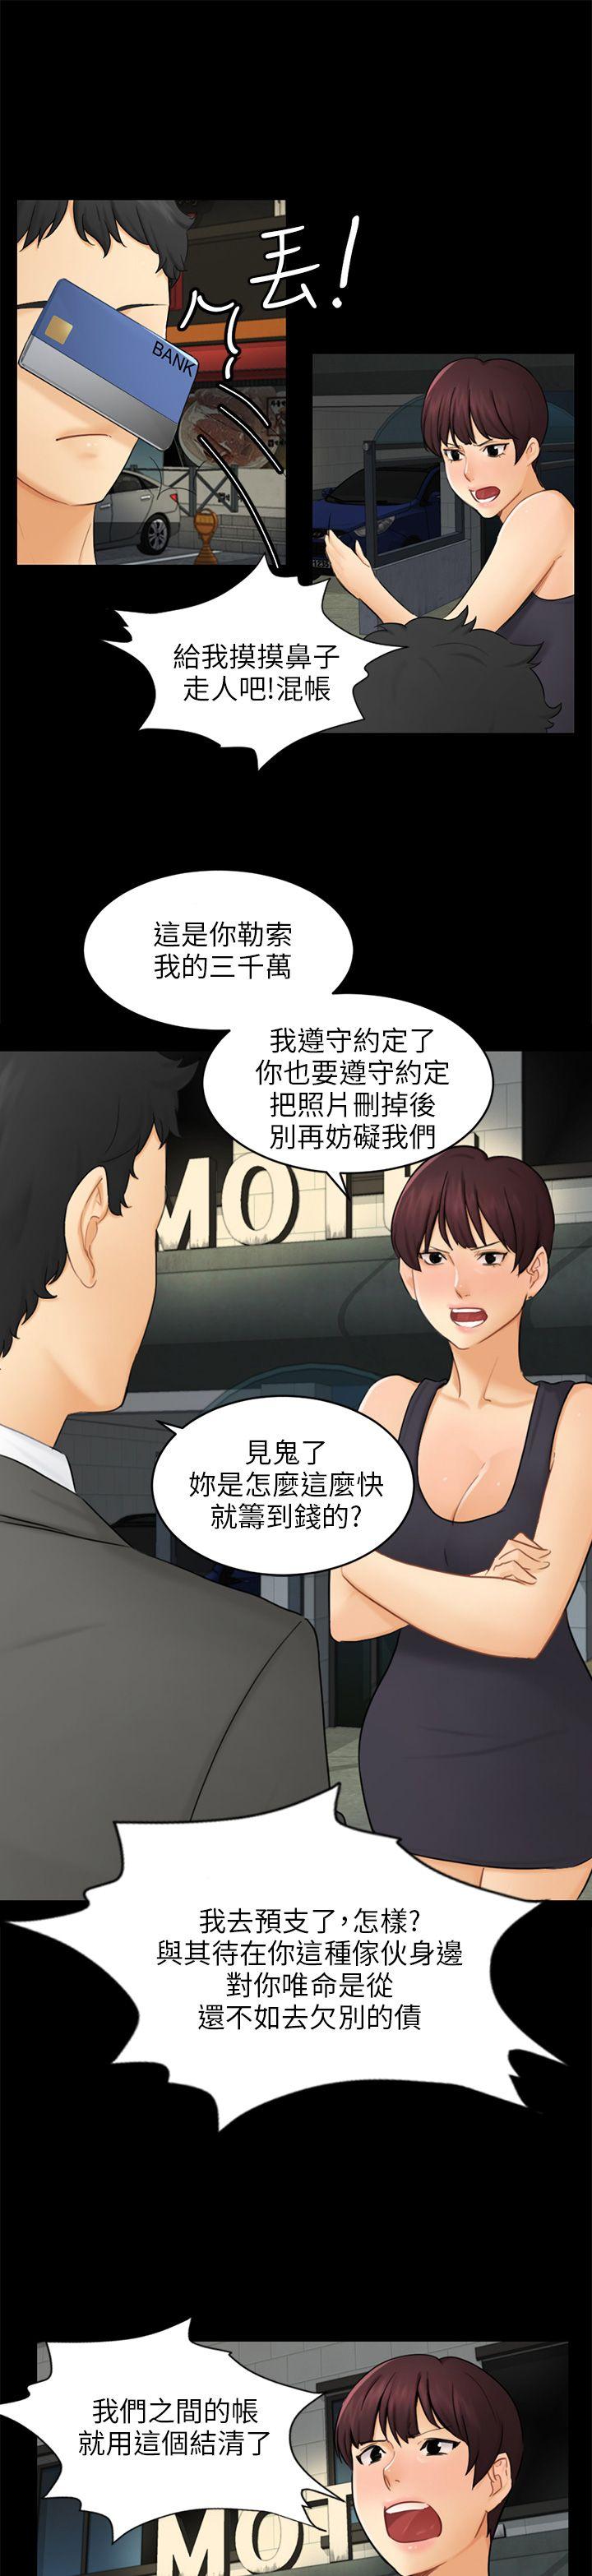 丟!
BANK
給我摸摸鼻子
走人吧!混帳
這是你勒索
我的三千萬
我遵守約定了
你也要遵守約定
把照片刪掉後
別再妨礙我們
MOT
見鬼了
妳是怎麼這麼快
就籌到錢的?
我去預支了,怎樣?
與其待在你這種傢伙身邊
對你唯命是從
還不如去欠別的債
我們之間的帳
就用這個結清了
MOT